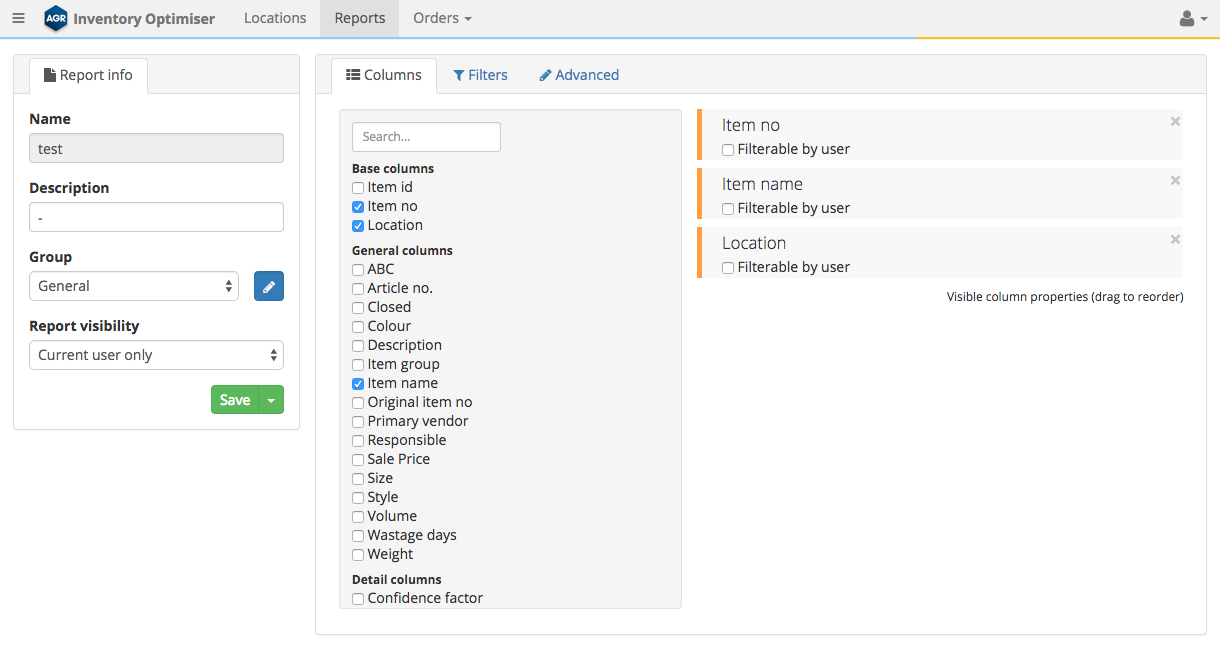 AGR Inventory Optimiser Locations Reports Orders
Report info
Name
test
Description
-
Group
General
Report visibility
Current user only
Save
Columns Filters Advanced
Search...
Base columns
Item id
Item no
Location
General columns
ABC
Article no.
Closed
Colour
Description
Item group
Item name
Original item no
Primary vendor
Responsible
Sale Price
Size
Style
Volume
Wastage days
Weight
Detail columns
Confidence factor
Item no
Filterable by user
Item name
Filterable by user
Location
Filterable by user
Visible column properties (drag to reorder)